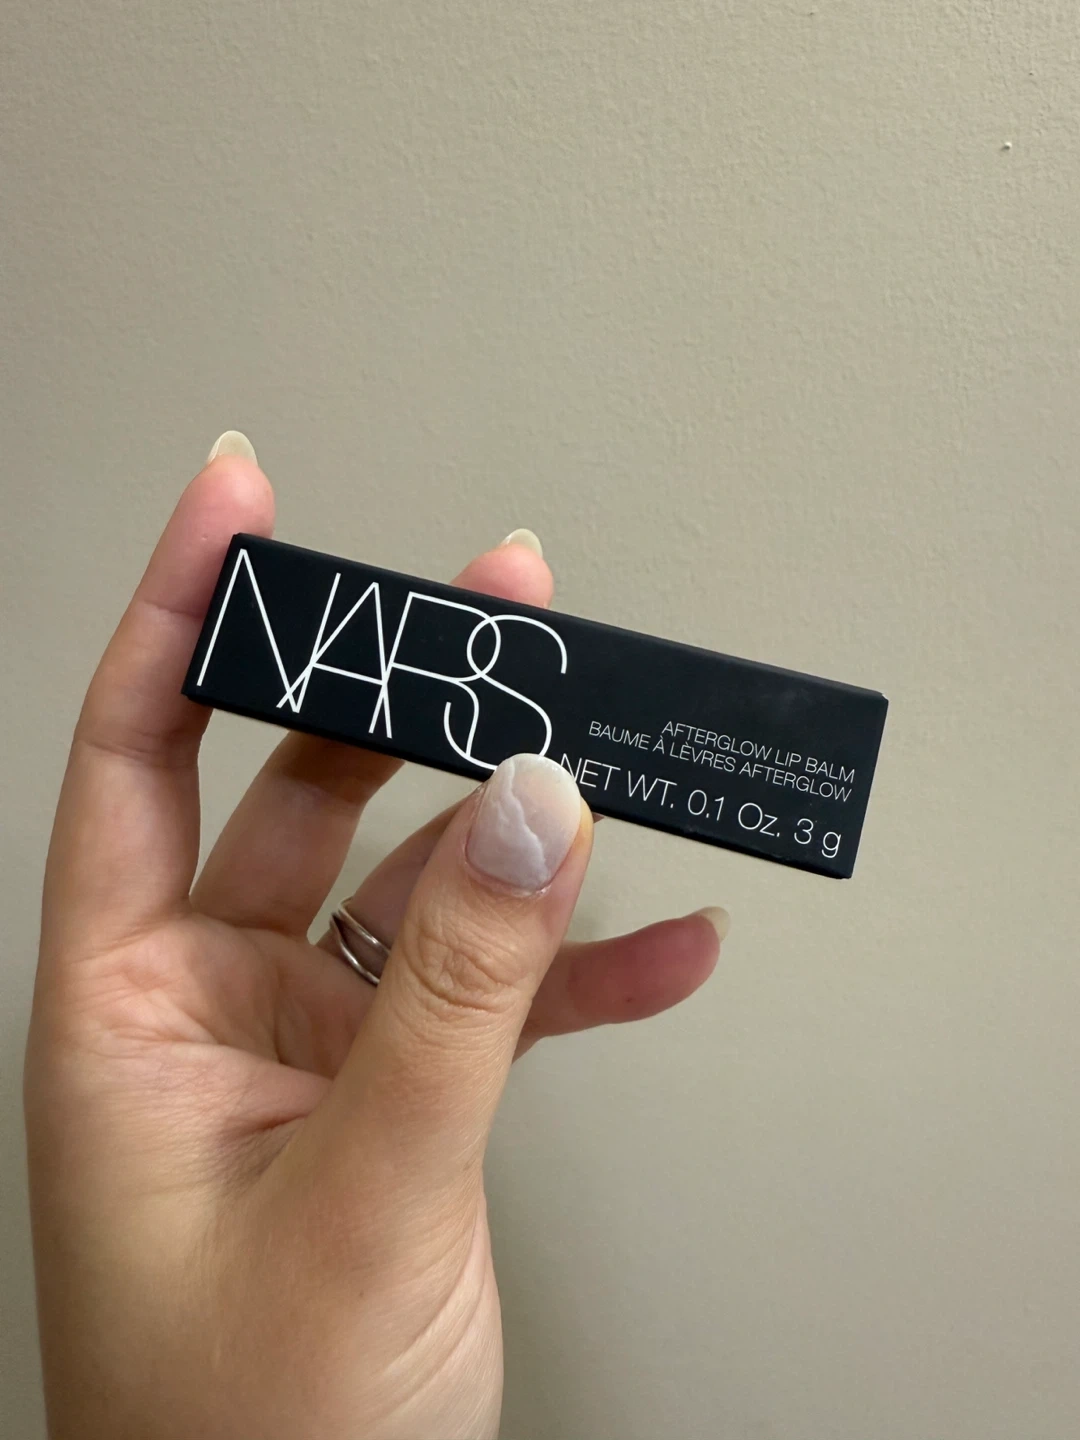 NARS
AFTERGLOW LIP BALM
BAUME À LÈVRES AFTERGLOW
NET WT. 0.1 Oz. 3 g